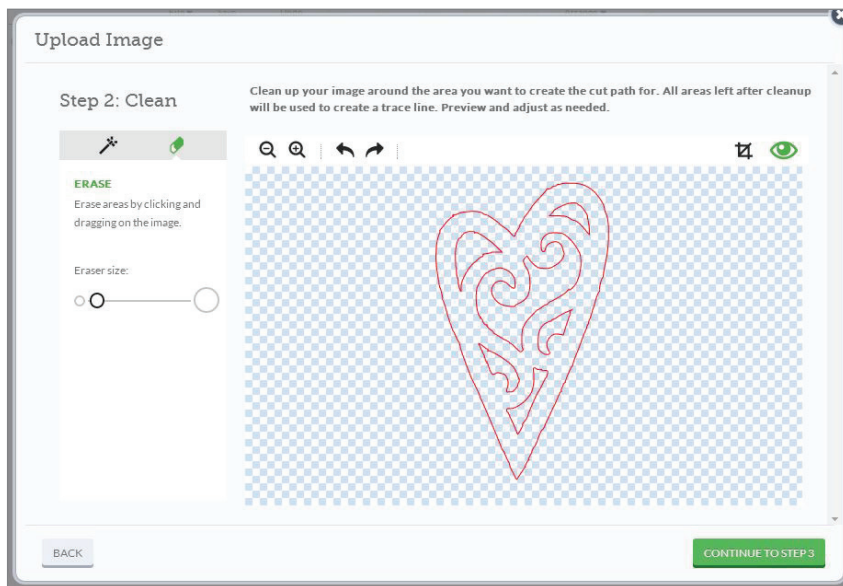 Upload Image
Step 2: Clean
Clean up your image around the area you want to create the cut path for. All areas left after cleanup
will be used to create a trace line. Preview and adjust as needed.
ERASE
Erase areas by clicking and
dragging on the image.
Eraser size:
BACK
CONTINUE TO STEP 3